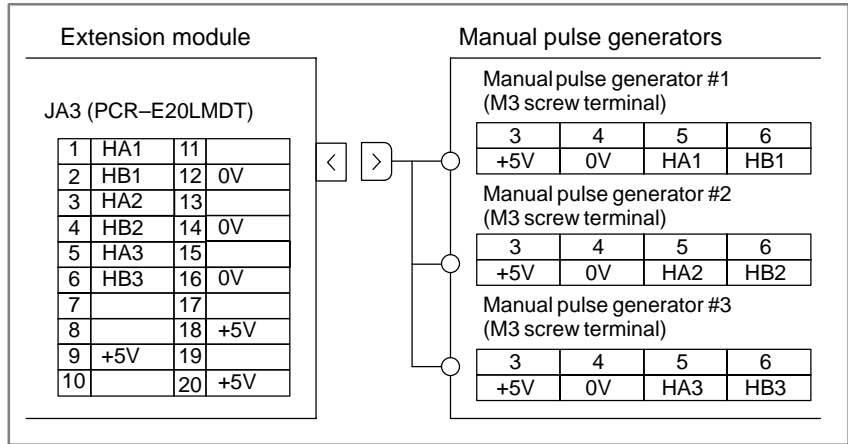 Extension module
JA3 (PCR–E20LMDT)
1 HA1 11
2 HB1 12 0V
3 HA2 13
4 HB2 14 0V
5 HA3 15
6 HB3 16 0V
7 17
8 18 +5V
9 +5V 19
10 20 +5V
< >
Manual pulse generators
Manual pulse generator #1
(M3 screw terminal)
3 4 5 6
+5V 0V HA1 HB1
Manual pulse generator #2
(M3 screw terminal)
3 4 5 6
+5V 0V HA2 HB2
Manual pulse generator #3
(M3 screw terminal)
3 4 5 6
+5V 0V HA3 HB3